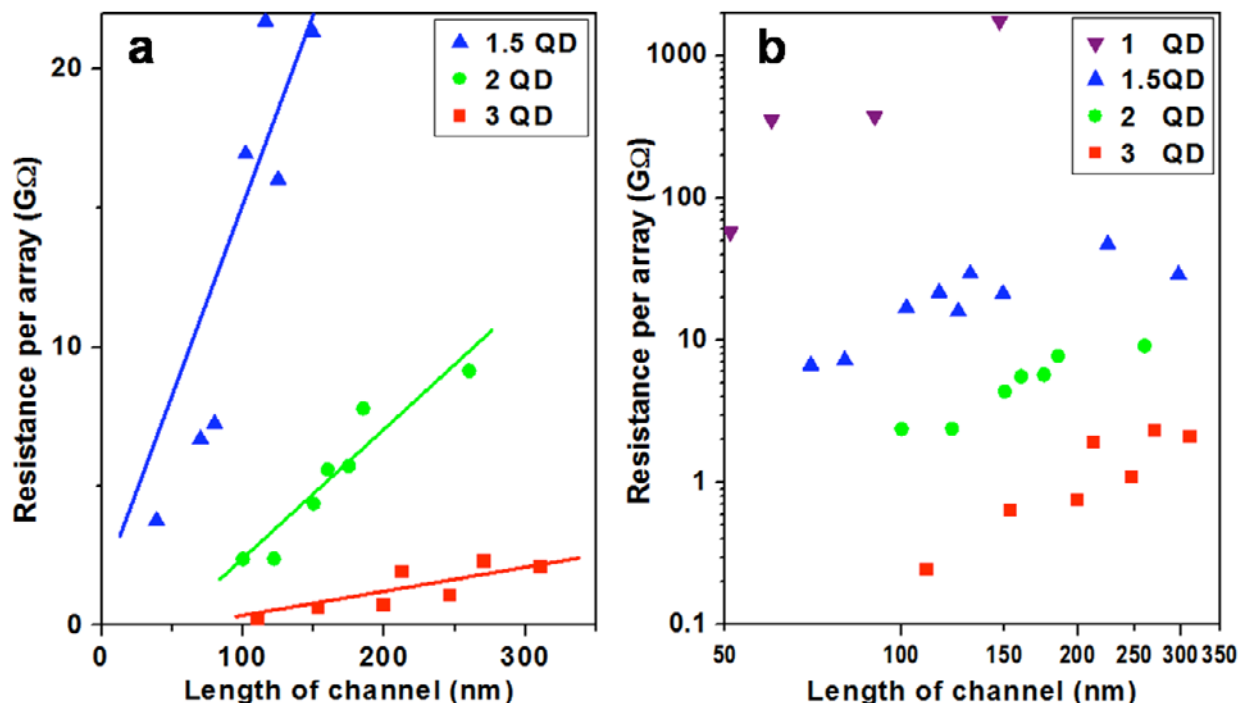 a
1.5 QD
2 QD
3 QD
Resistance per array (GΩ)
20
10
0
0
100
200
300
Length of channel (nm)
b
1 QD
1.5QD
2 QD
3 QD
Resistance per array (GΩ)
1000
100
10
1
0.1
50
100
150
200
250
300
350
Length of channel (nm)